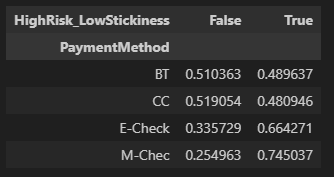 HighRisk_LowStickiness False True
PaymentMethod
BT 0.510363 0.489637
CC 0.519054 0.480946
E-Check 0.335729 0.664271
M-Chec 0.254963 0.745037